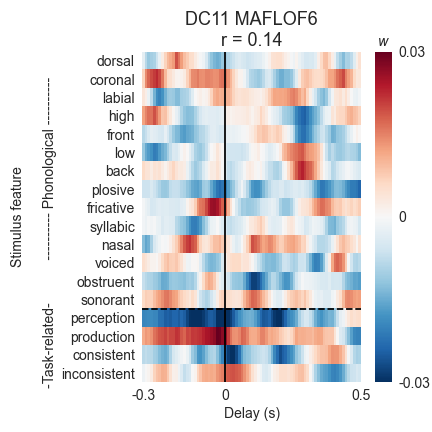 DC11 MAFLOF6
r = 0.14
w
dorsal
coronal
labial
high
front
low
back
plosive
fricative
syllabic
nasal
voiced
obstruent
sonorant
perception
production
consistent
inconsistent
Stimulus feature
---------- Phonological ----------
-Task-related-
-0.3 0 0.5
Delay (s)
0.03
0
-0.03